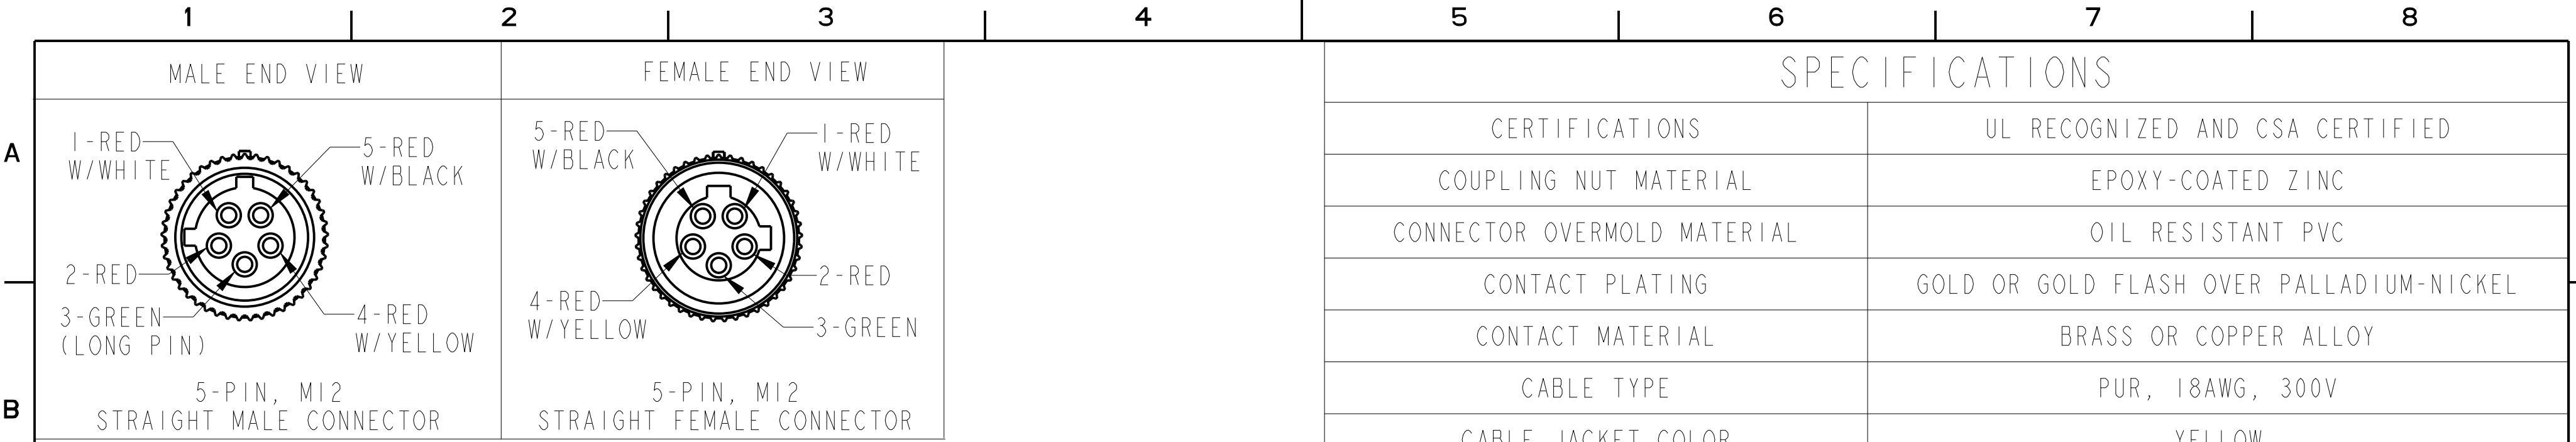 1 2 3 4 5 6 7 8
A
B
MALE END VIEW
1-RED
W/WHITE
5-RED
W/BLACK
2-RED
3-GREEN
(LONG PIN)
4-RED
W/YELLOW
5-PIN, M12
STRAIGHT MALE CONNECTOR
FEMALE END VIEW
5-RED
W/BLACK
1-RED
W/WHITE
4-RED
W/YELLOW
2-RED
3-GREEN
5-PIN, M12
STRAIGHT FEMALE CONNECTOR
SPECIFICATIONS
CERTIFICATIONS UL RECOGNIZED AND CSA CERTIFIED
COUPLING NUT MATERIAL EPOXY-COATED ZINC
CONNECTOR OVERMOLD MATERIAL OIL RESISTANT PVC
CONTACT PLATING GOLD OR GOLD FLASH OVER PALLADIUM-NICKEL
CONTACT MATERIAL BRASS OR COPPER ALLOY
CABLE TYPE PUR, 18AWG, 300V
CABLE JACKET COLOR YELLOW